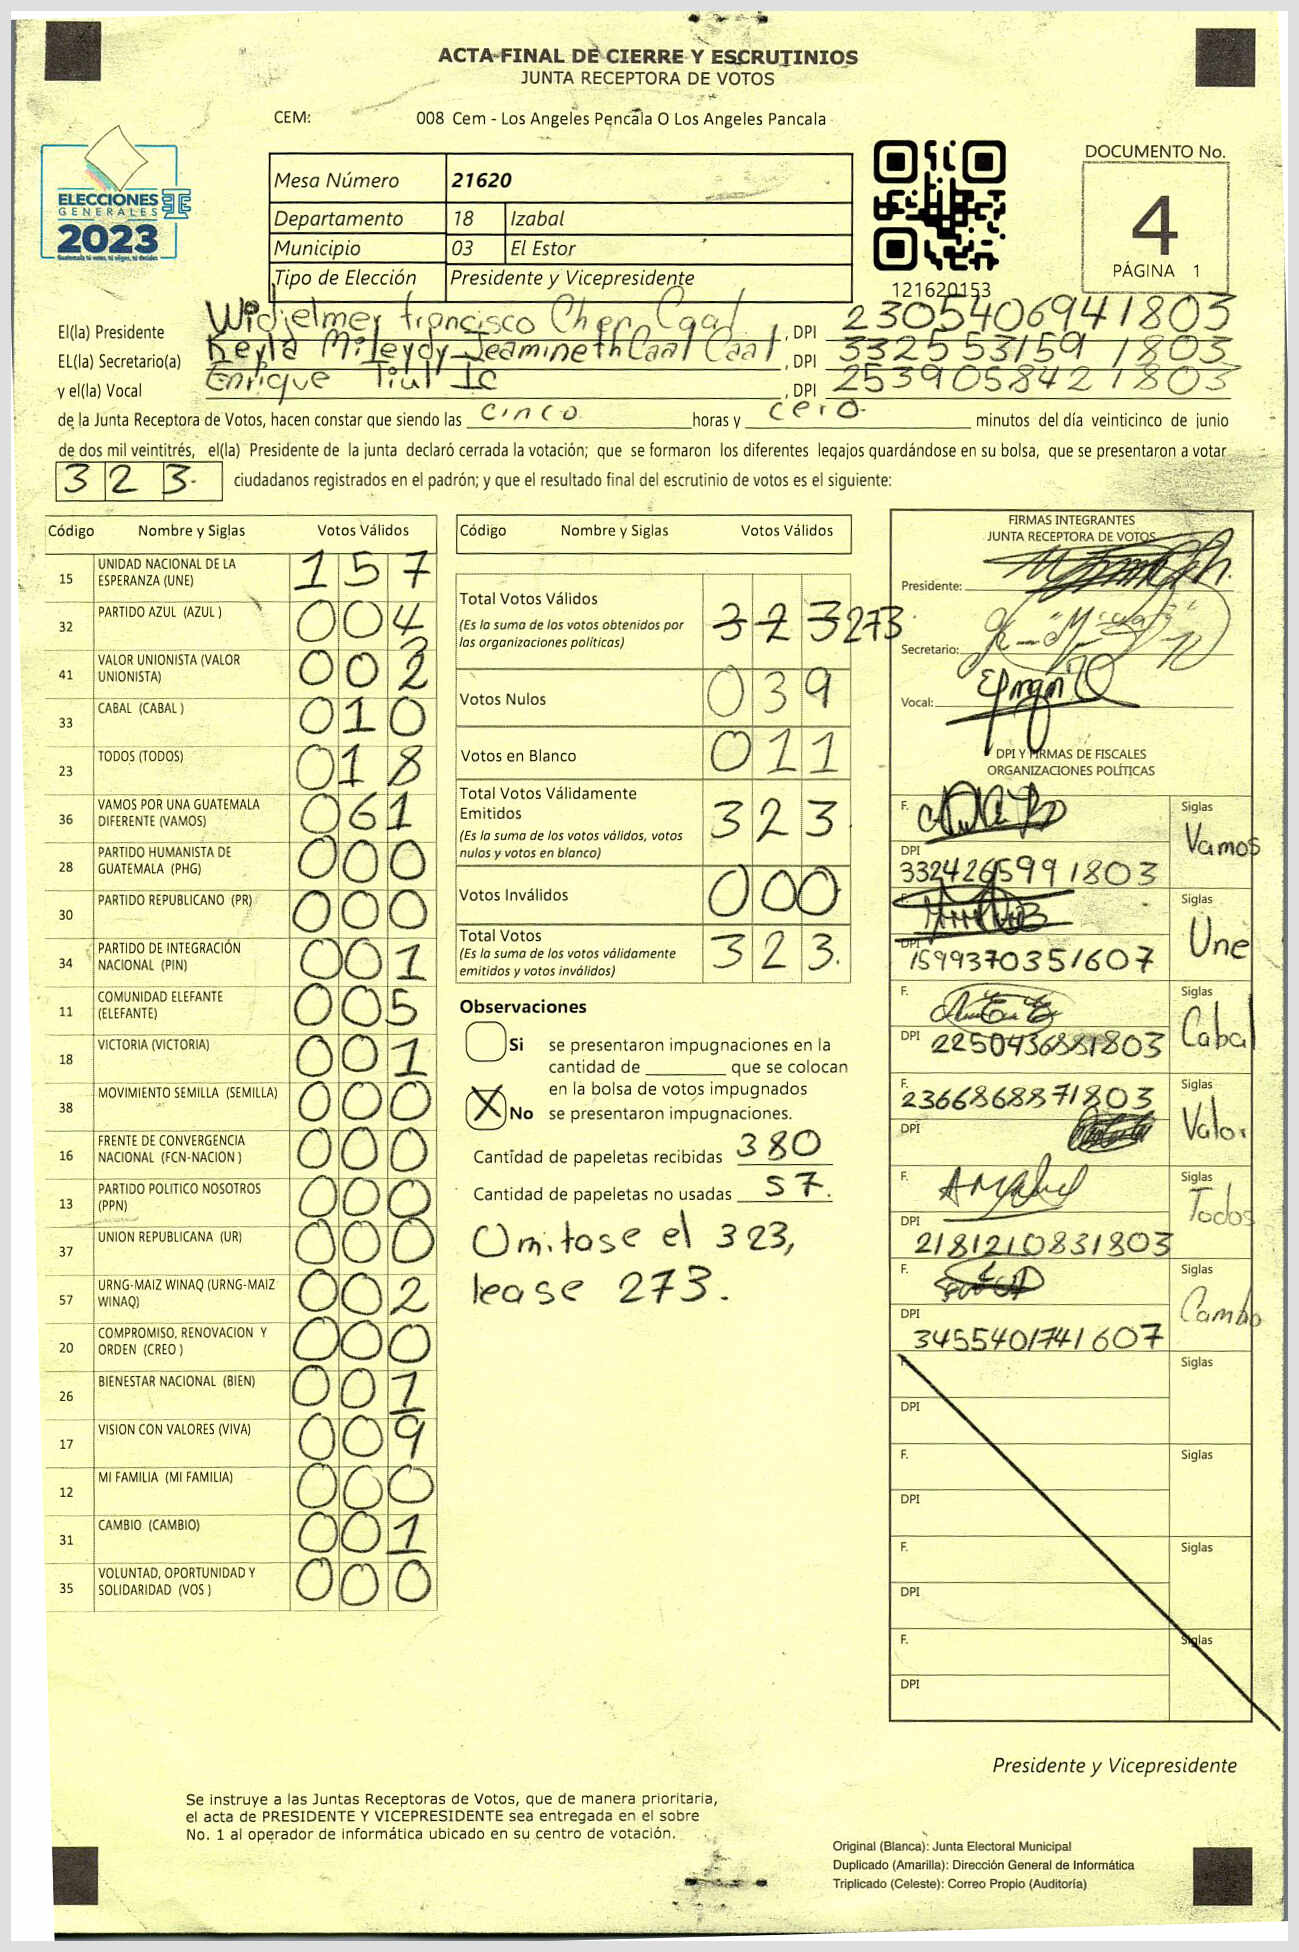 ACTA FINAL DE CIERRE Y ESCRUTINIOS
JUNTA RECEPTORA DE VOTOS
CEM: 008 Cem - Los Angeles Pencala O Los Angeles Pancala
ELECCIONES
GENERALES
2023
Guatemala tú votas, tú eliges, tú decides
Mesa Número 21620
Departamento 18 Izabal
Municipio 03 El Estor
Tipo de Elección Presidente y Vicepresidente
121620153
DOCUMENTO No.
4
PÁGINA 1
El(la) Presidente Widjelmer francisco Chen Caal , DPI 2305406941803
EL(la) Secretario(a) Keyla Mileydy Jeamineth Caal Caal , DPI 332553159 1803
y el(la) Vocal Enrique Tiul Ic , DPI 2539058421803
de la Junta Receptora de Votos, hacen constar que siendo las cinco horas y cero minutos del día veinticinco de junio
de dos mil veintitrés, el(la) Presidente de la junta declaró cerrada la votación; que se formaron los diferentes legajos guardándose en su bolsa, que se presentaron a votar
323 ciudadanos registrados en el padrón; y que el resultado final del escrutinio de votos es el siguiente:
Código Nombre y Siglas Votos Válidos
15 UNIDAD NACIONAL DE LA ESPERANZA (UNE) 157
32 PARTIDO AZUL (AZUL ) 004
41 VALOR UNIONISTA (VALOR UNIONISTA) 002
33 CABAL (CABAL ) 010
23 TODOS (TODOS) 018
36 VAMOS POR UNA GUATEMALA DIFERENTE (VAMOS) 061
28 PARTIDO HUMANISTA DE GUATEMALA (PHG) 000
30 PARTIDO REPUBLICANO (PR) 000
34 PARTIDO DE INTEGRACIÓN NACIONAL (PIN) 001
11 COMUNIDAD ELEFANTE (ELEFANTE) 005
18 VICTORIA (VICTORIA) 001
38 MOVIMIENTO SEMILLA (SEMILLA) 000
16 FRENTE DE CONVERGENCIA NACIONAL (FCN-NACION ) 000
13 PARTIDO POLITICO NOSOTROS (PPN) 000
37 UNION REPUBLICANA (UR) 000
57 URNG-MAIZ WINAQ (URNG-MAIZ WINAQ) 002
20 COMPROMISO, RENOVACION Y ORDEN (CREO ) 000
26 BIENESTAR NACIONAL (BIEN) 001
17 VISION CON VALORES (VIVA) 009
12 MI FAMILIA (MI FAMILIA) 000
31 CAMBIO (CAMBIO) 001
35 VOLUNTAD, OPORTUNIDAD Y SOLIDARIDAD (VOS ) 000
Código Nombre y Siglas Votos Válidos
Total Votos Válidos 323 273
(Es la suma de los votos obtenidos por
las organizaciones políticas)
Votos Nulos 039
Votos en Blanco 011
Total Votos Válidamente
Emitidos 323
(Es la suma de los votos válidos, votos
nulos y votos en blanco)
Votos Inválidos 000
Total Votos 323.
(Es la suma de los votos válidamente
emitidos y votos inválidos)
Observaciones
Si se presentaron impugnaciones en la
cantidad de ________ que se colocan
en la bolsa de votos impugnados
X No se presentaron impugnaciones.
Cantidad de papeletas recibidas 380
Cantidad de papeletas no usadas 57.
Omitase el 323,
lease 273.
FIRMAS INTEGRANTES
JUNTA RECEPTORA DE VOTOS
Presidente:
Secretario:
Vocal:
DPI Y FIRMAS DE FISCALES
ORGANIZACIONES POLÍTICAS
F. Siglas Vamos
DPI 3324265991803
F. Siglas Une
DPI 1599370351607
F. Siglas Cabal
DPI 2250436881803
F. 2366868871803 Siglas Valor
DPI
F. Siglas Todos
DPI 2181210831803
F. Siglas Cambio
DPI 3455401741607
F. Siglas
DPI
F. Siglas
DPI
F. Siglas
DPI
F. Siglas
DPI
Presidente y Vicepresidente
Se instruye a las Juntas Receptoras de Votos, que de manera prioritaria,
el acta de PRESIDENTE Y VICEPRESIDENTE sea entregada en el sobre
No. 1 al operador de informática ubicado en su centro de votación.
Original (Blanca): Junta Electoral Municipal
Duplicado (Amarilla): Dirección General de Informática
Triplicado (Celeste): Correo Propio (Auditoría)